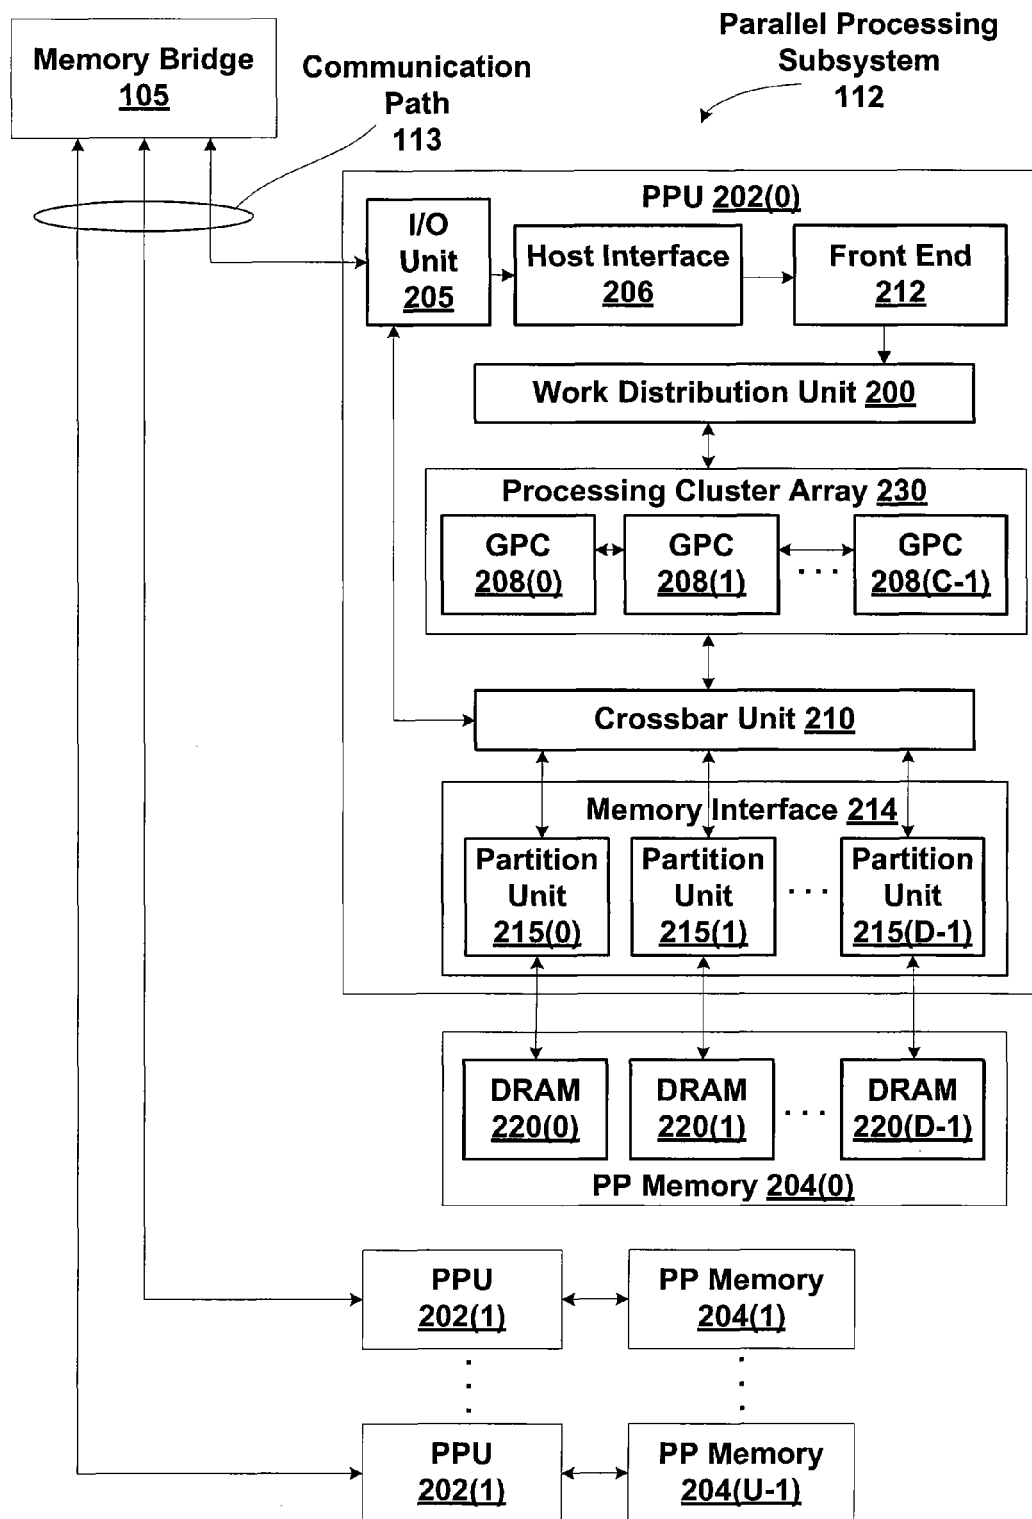 Memory Bridge
105
Communication
Path
113
Parallel Processing
Subsystem
112
PPU 202(0)
I/O
Unit
205
Host Interface
206
Front End
212
Work Distribution Unit 200
Processing Cluster Array 230
GPC
208(0)
GPC
208(1)
. . .
GPC
208(C-1)
Crossbar Unit 210
Memory Interface 214
Partition
Unit
215(0)
Partition
Unit
215(1)
. . .
Partition
Unit
215(D-1)
DRAM
220(0)
DRAM
220(1)
. . .
DRAM
220(D-1)
PP Memory 204(0)
PPU
202(1)
PP Memory
204(1)
PPU
202(1)
PP Memory
204(U-1)